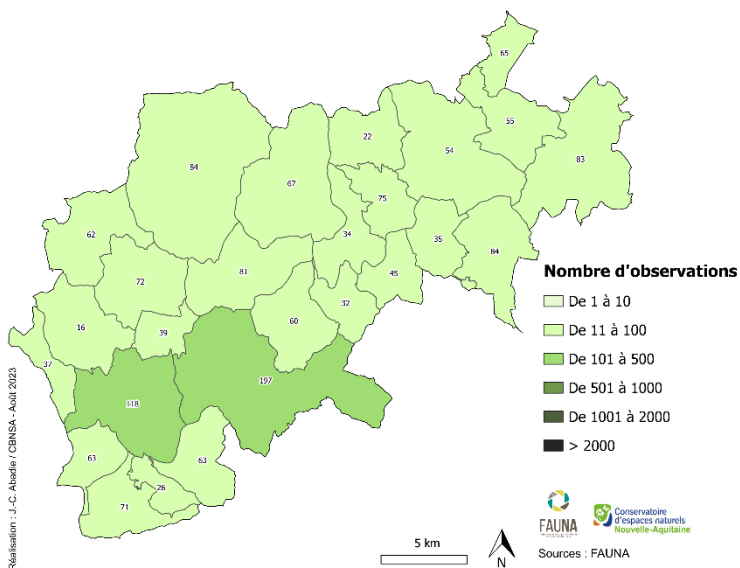 65
55
83
22
54
84
67
75
62
34
35
84
72
81
45
32
16
39
60
37
118
197
63
63
26
71
Nombre d'observations
De 1 à 10
De 11 à 100
De 101 à 500
De 501 à 1000
De 1001 à 2000
> 2000
Réalisation : J.-C. Abadie / CBNSA - Août 2023
5 km
N
FAUNA
Conservatoire
d'espaces naturels
Nouvelle-Aquitaine
Sources : FAUNA